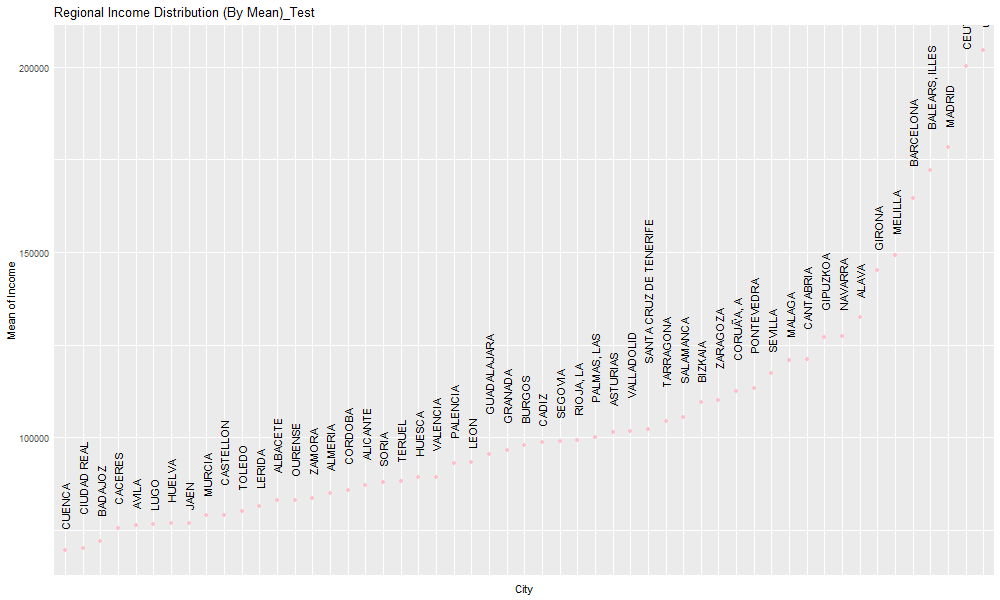 Regional Income Distribution (By Mean)_Test
200000
150000
100000
Mean of Income
CUENCA
CIUDAD REAL
BADAJOZ
CACERES
AVILA
LUGO
HUELVA
JAEN
MURCIA
CASTELLON
TOLEDO
LERIDA
ALBACETE
OURENSE
ZAMORA
ALMERIA
CORDOBA
ALICANTE
SORIA
TERUEL
HUESCA
VALENCIA
PALENCIA
LEON
GUADALAJARA
GRANADA
BURGOS
CADIZ
SEGOVIA
RIOJA, LA
PALMAS, LAS
ASTURIAS
VALLADOLID
SANTA CRUZ DE TENERIFE
TARRAGONA
SALAMANCA
BIZKAIA
ZARAGOZA
CORUÃ'A, A
PONTEVEDRA
SEVILLA
MALAGA
CANTABRIA
GIPUZKOA
NAVARRA
ALAVA
GIRONA
MELILLA
BARCELONA
BALEARS, ILLES
MADRID
City